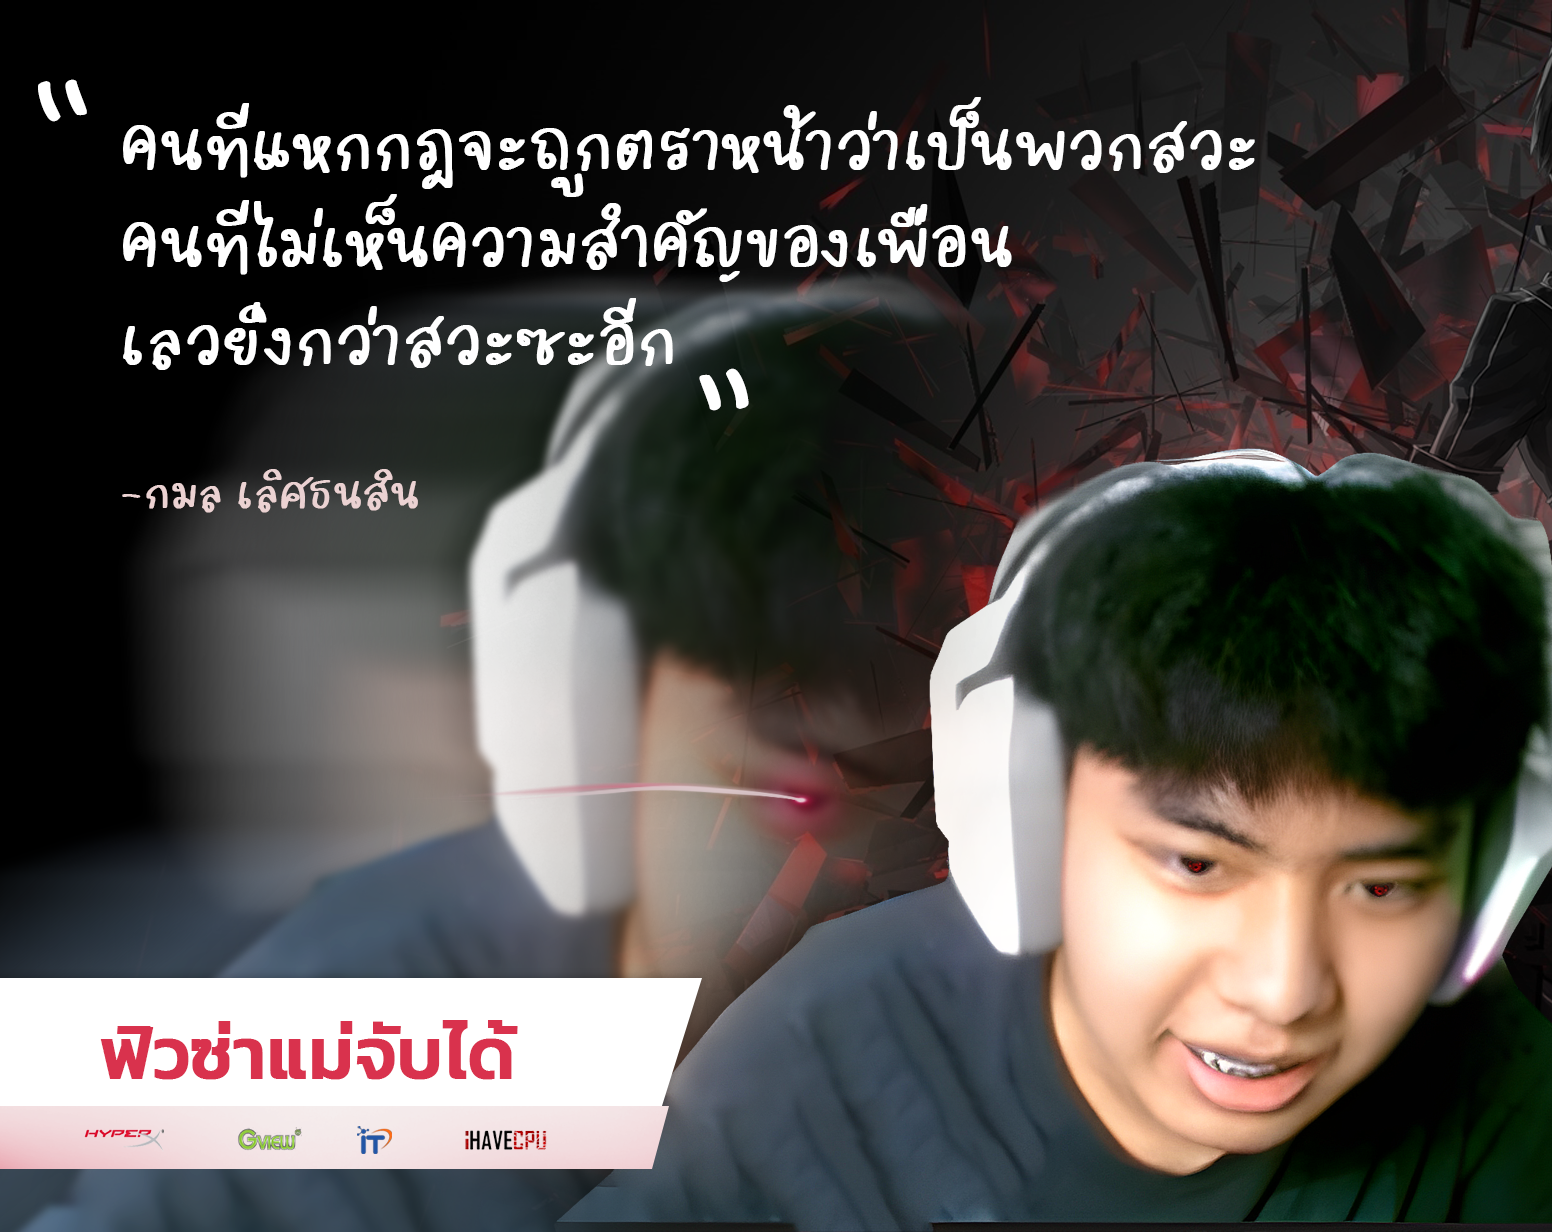 "
คนที่แหกกฎจะถูกตราหน้าว่าเป็นพวกสวะ
คนที่ไม่เห็นความสำคัญของเพื่อน
เลวยิ่งกว่าสวะซะอีก
"
-กมล เลิศธนสิน
ฟิวซ่าแม่จับได้
HYPERX GVIEW IT iHAVECPU